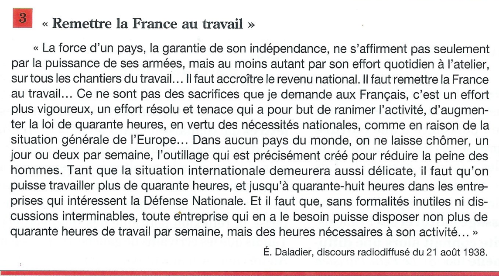 3 « Remettre la France au travail »
« La force d'un pays, la garantie de son indépendance, ne s'affirment pas seulement
par la puissance de ses armées, mais au moins autant par son effort quotidien à l'atelier,
sur tous les chantiers du travail… Il faut accroître le revenu national. Il faut remettre la France
au travail… Ce ne sont pas des sacrifices que je demande aux Français, c'est un effort
plus vigoureux, un effort résolu et tenace qui a pour but de ranimer l'activité, d'augmen-
ter la loi de quarante heures, en vertu des nécessités nationales, comme en raison de la
situation générale de l'Europe… Dans aucun pays du monde, on ne laisse chômer, un
jour ou deux par semaine, l'outillage qui est précisément créé pour réduire la peine des
hommes. Tant que la situation internationale demeurera aussi délicate, il faut qu'on
puisse travailler plus de quarante heures, et jusqu'à quarante-huit heures dans les entre-
prises qui intéressent la Défense Nationale. Et il faut que, sans formalités inutiles ni dis-
cussions interminables, toute entreprise qui en a le besoin puisse disposer non plus de
quarante heures de travail par semaine, mais des heures nécessaires à son activité… »
É. Daladier, discours radiodiffusé du 21 août 1938.